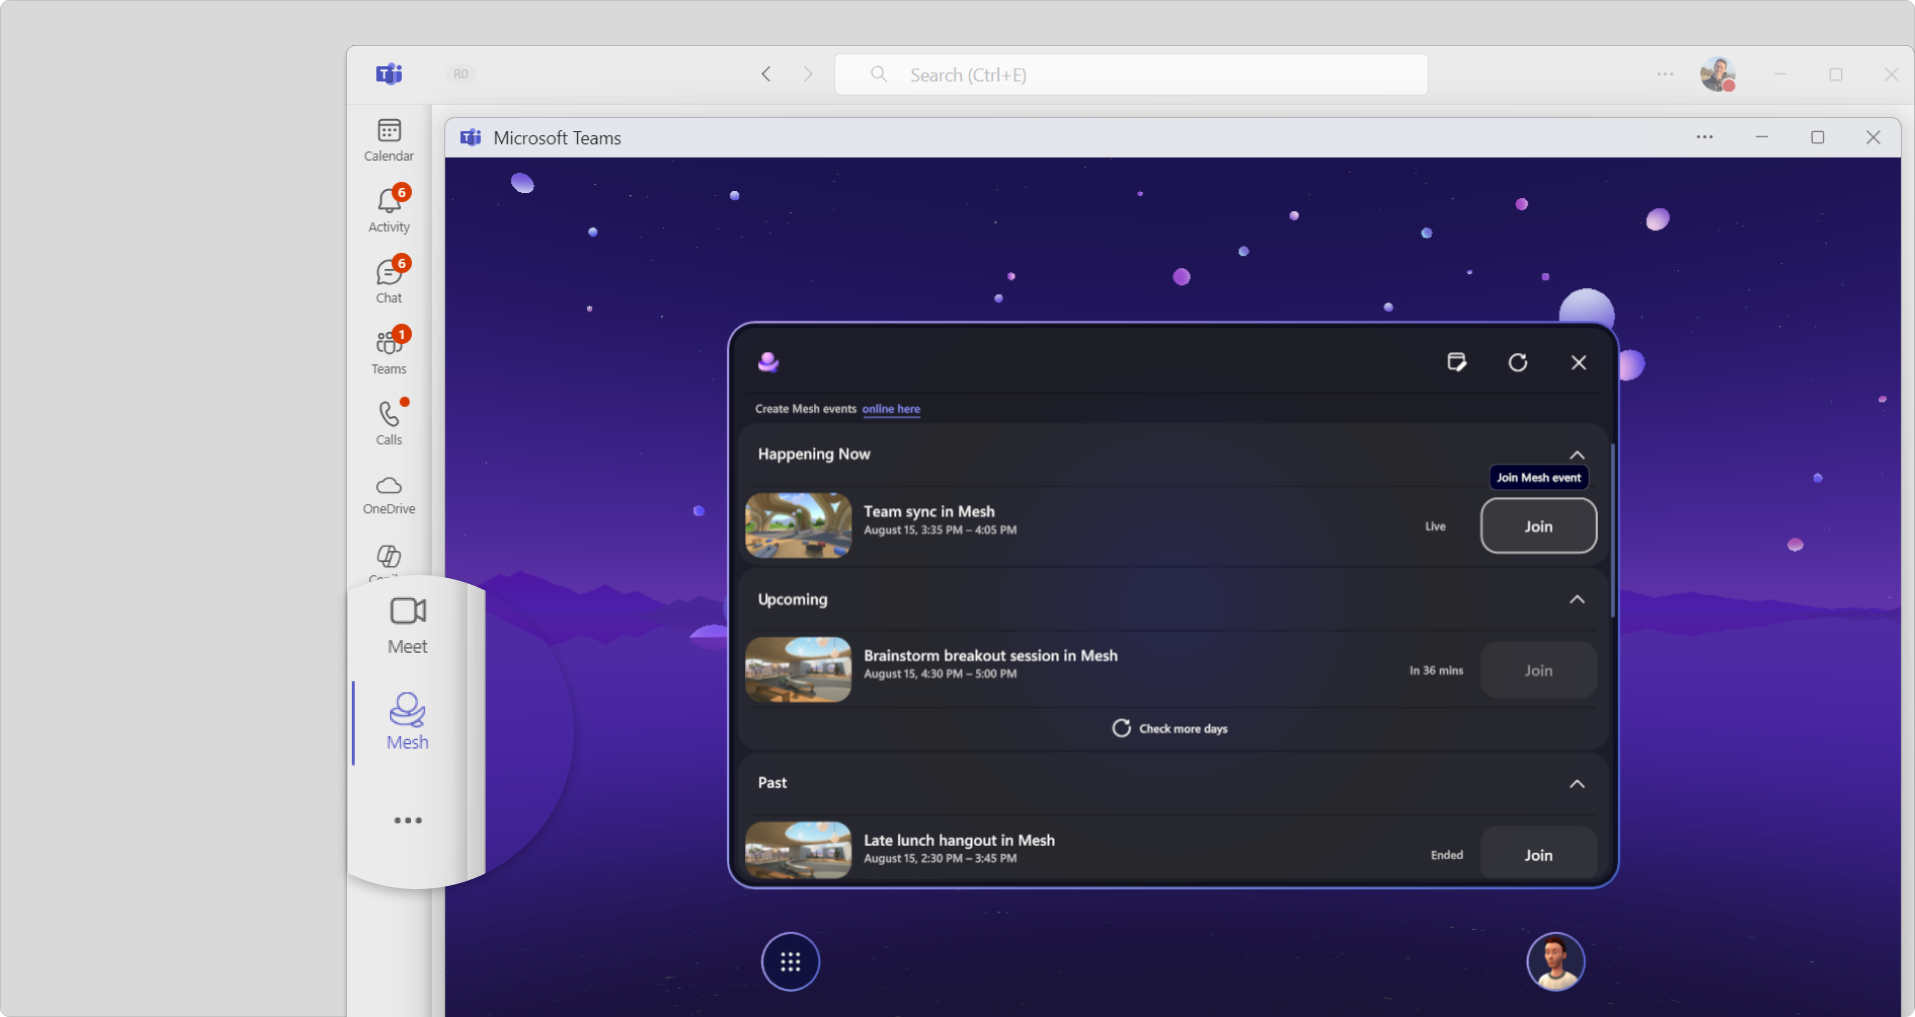 R0
Search (Ctrl+E)
Microsoft Teams
Calendar
6
Activity
6
Chat
1
Teams
Calls
OneDrive
Meet
Mesh
Create Mesh events online here
Happening Now
Join Mesh event
Team sync in Mesh
August 15, 3:35 PM – 4:05 PM
Live
Join
Upcoming
Brainstorm breakout session in Mesh
August 15, 4:30 PM – 5:00 PM
In 36 mins
Join
Check more days
Past
Late lunch hangout in Mesh
August 15, 2:30 PM – 3:45 PM
Ended
Join